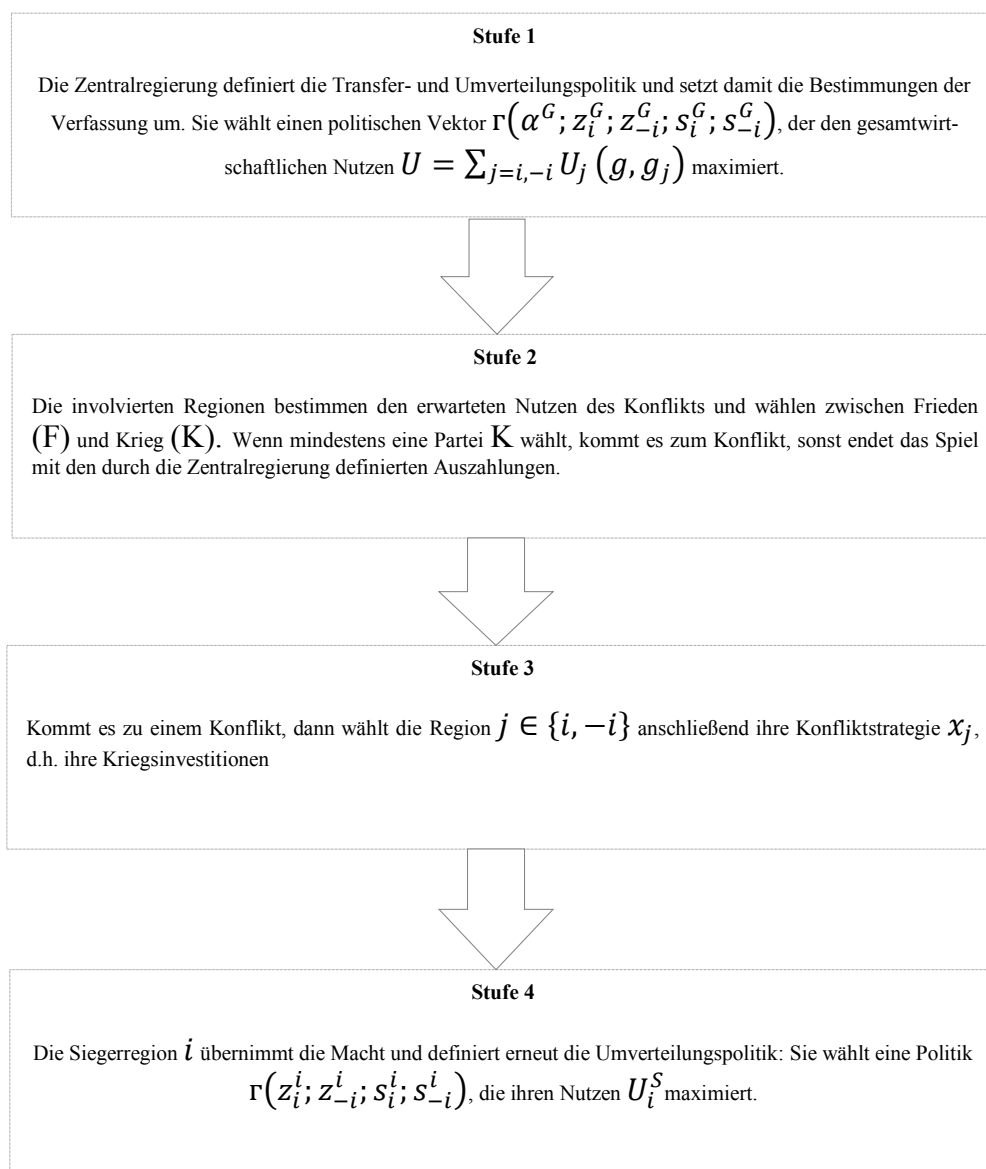 Stufe 1
Die Zentralregierung definiert die Transfer- und Umverteilungspolitik und setzt damit die Bestimmungen der
Verfassung um. Sie wählt einen politischen Vektor Γ(α^G; z_i^G; z_{-i}^G; s_i^G; s_{-i}^G), der den gesamtwirt-
schaftlichen Nutzen U = ∑_{j=i,-i} U_j (g, g_j) maximiert.
Stufe 2
Die involvierten Regionen bestimmen den erwarteten Nutzen des Konflikts und wählen zwischen Frieden
(F) und Krieg (K). Wenn mindestens eine Partei K wählt, kommt es zum Konflikt, sonst endet das Spiel
mit den durch die Zentralregierung definierten Auszahlungen.
Stufe 3
Kommt es zu einem Konflikt, dann wählt die Region j ∈ {i, −i} anschließend ihre Konfliktstrategie x_j,
d.h. ihre Kriegsinvestitionen
Stufe 4
Die Siegerregion i übernimmt die Macht und definiert erneut die Umverteilungspolitik: Sie wählt eine Politik
Γ(z_i^i; z_{-i}^i; s_i^i; s_{-i}^i), die ihren Nutzen U_i^S maximiert.